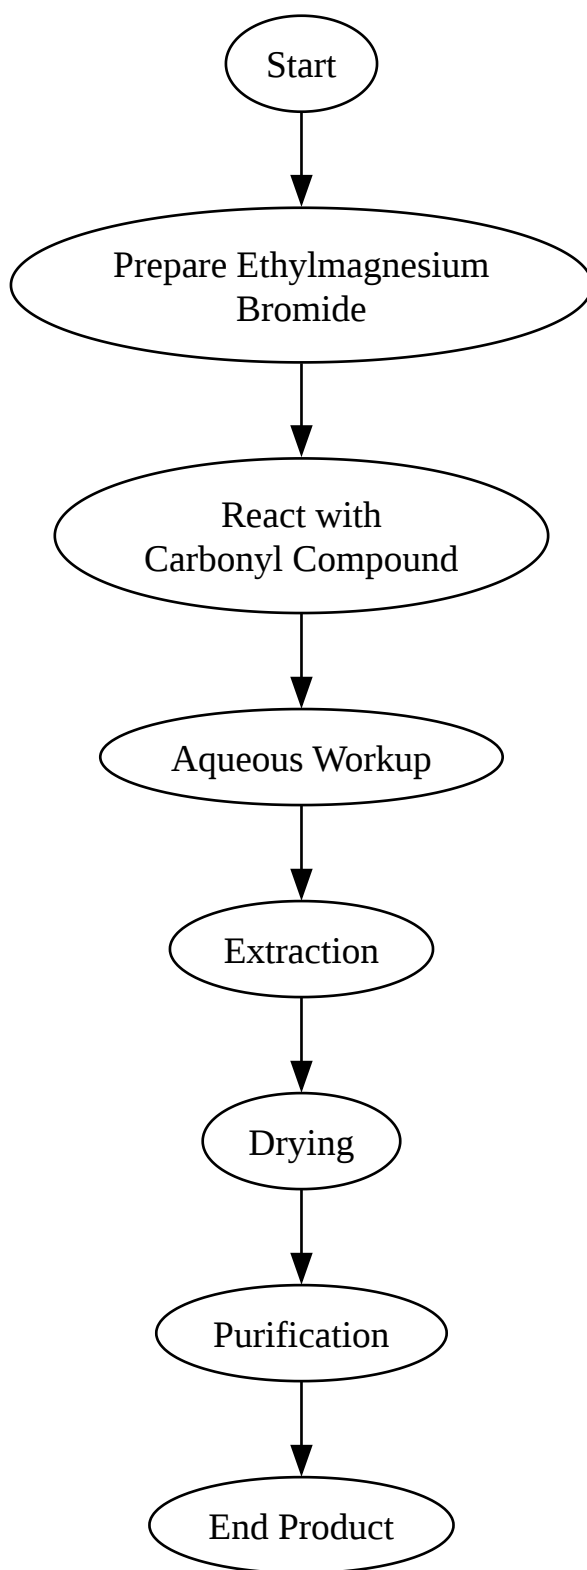 Start
Prepare Ethylmagnesium
Bromide
React with
Carbonyl Compound
Aqueous Workup
Extraction
Drying
Purification
End Product